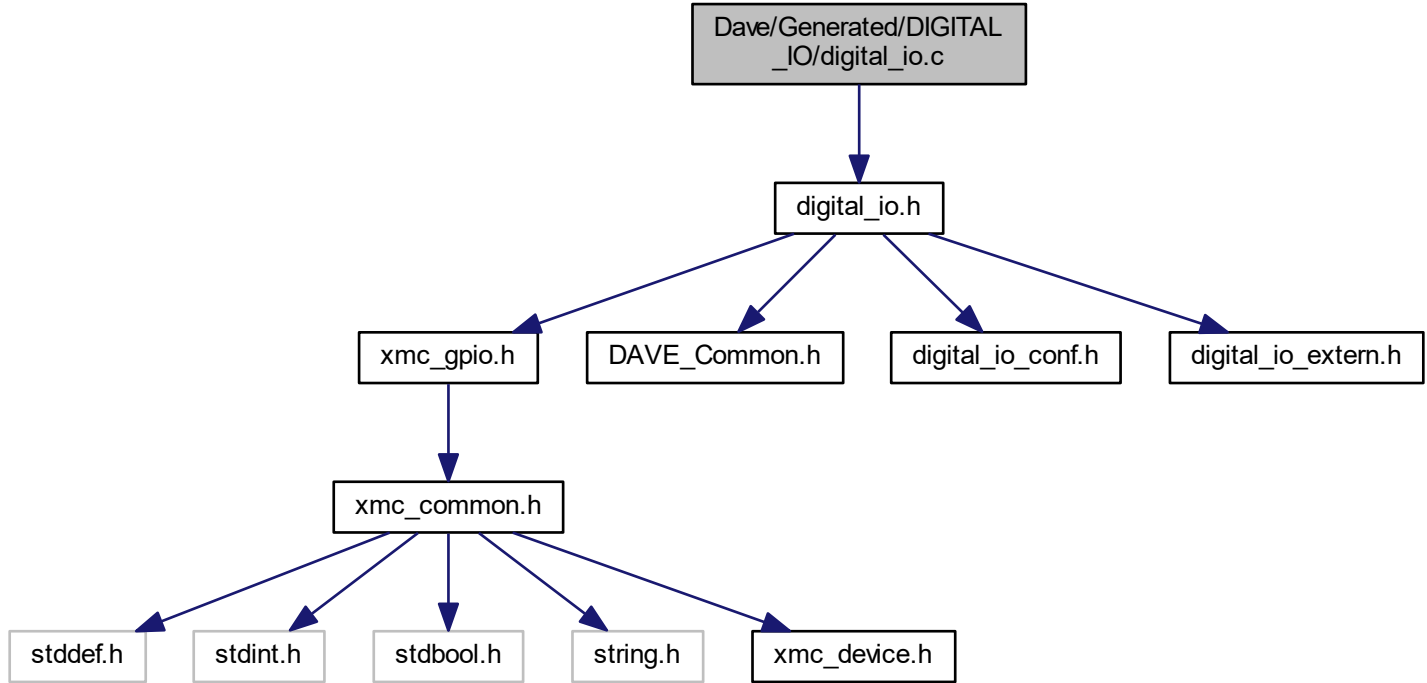 Dave/Generated/DIGITAL
_IO/digital_io.c
digital_io.h
xmc_gpio.h
DAVE_Common.h
digital_io_conf.h
digital_io_extern.h
xmc_common.h
stddef.h
stdint.h
stdbool.h
string.h
xmc_device.h